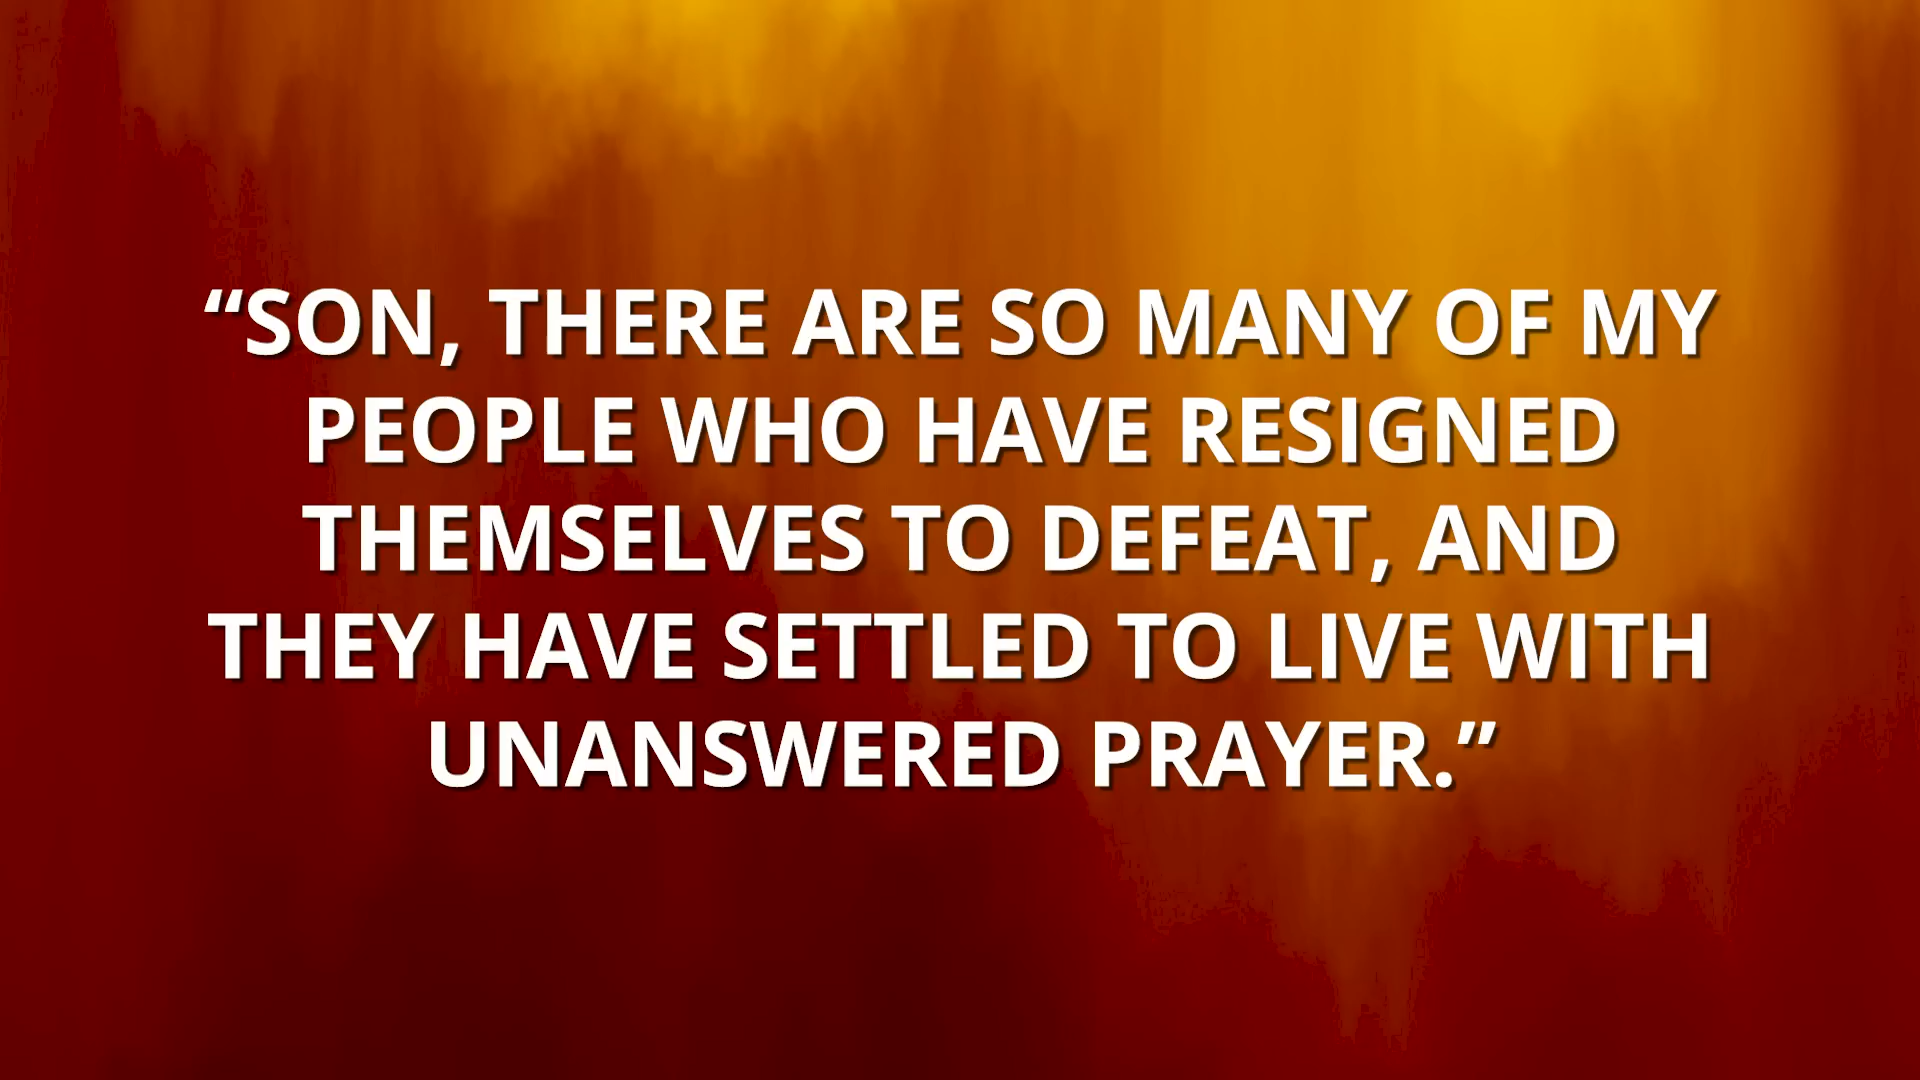 “SON, THERE ARE SO MANY OF MY
PEOPLE WHO HAVE RESIGNED
THEMSELVES TO DEFEAT, AND
THEY HAVE SETTLED TO LIVE WITH
UNANSWERED PRAYER.”